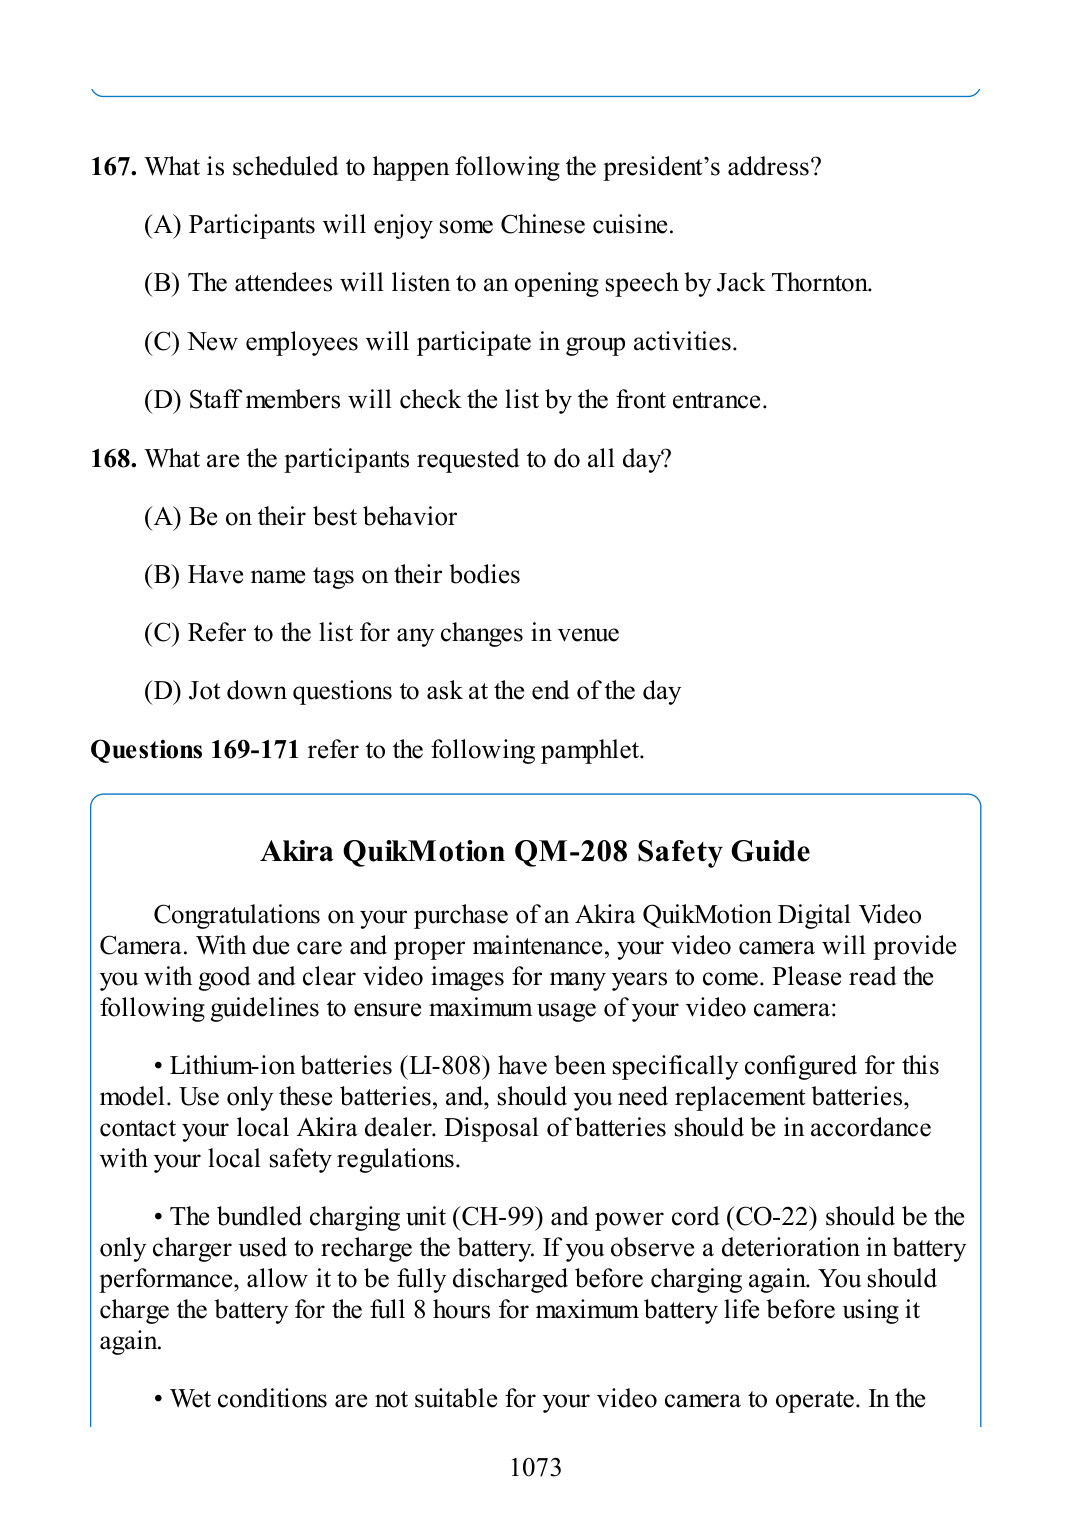 167. What is scheduled to happen following the president’s address?
(A) Participants will enjoy some Chinese cuisine.
(B) The attendees will listen to an opening speech by Jack Thornton.
(C) New employees will participate in group activities.
(D) Staff members will check the list by the front entrance.
168. What are the participants requested to do all day?
(A) Be on their best behavior
(B) Have name tags on their bodies
(C) Refer to the list for any changes in venue
(D) Jot down questions to ask at the end of the day
Questions 169-171 refer to the following pamphlet.
Akira QuikMotion QM-208 Safety Guide
Congratulations on your purchase of an Akira QuikMotion Digital Video
Camera. With due care and proper maintenance, your video camera will provide
you with good and clear video images for many years to come. Please read the
following guidelines to ensure maximum usage of your video camera:
• Lithium-ion batteries (LI-808) have been specifically configured for this
model. Use only these batteries, and, should you need replacement batteries,
contact your local Akira dealer. Disposal of batteries should be in accordance
with your local safety regulations.
• The bundled charging unit (CH-99) and power cord (CO-22) should be the
only charger used to recharge the battery. If you observe a deterioration in battery
performance, allow it to be fully discharged before charging again. You should
charge the battery for the full 8 hours for maximum battery life before using it
again.
• Wet conditions are not suitable for your video camera to operate. In the
1073